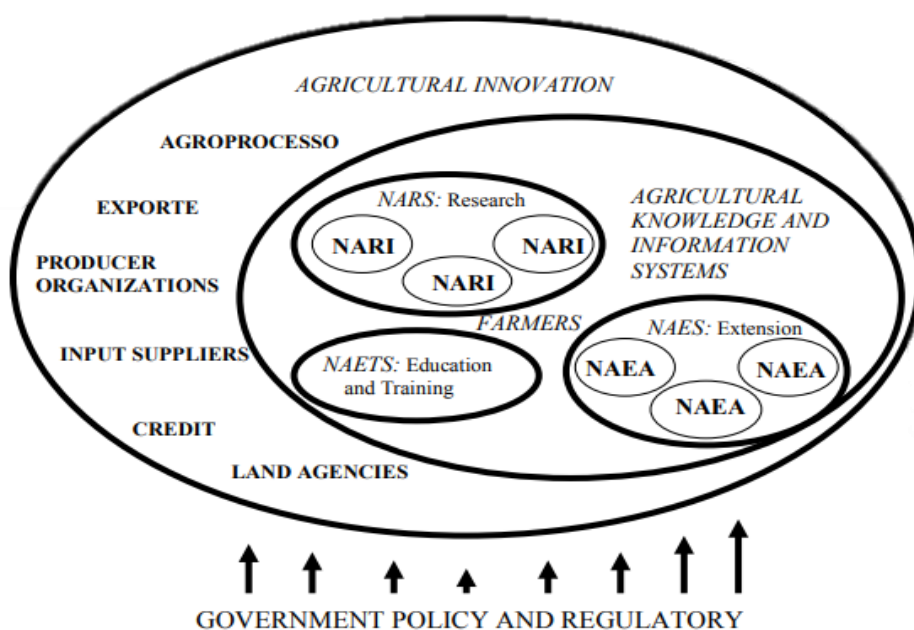 AGRICULTURAL INNOVATION
AGROPROCESSO
EXPORTE
PRODUCER
ORGANIZATIONS
INPUT SUPPLIERS
CREDIT
LAND AGENCIES
NARS: Research
NARI
NARI
NARI
AGRICULTURAL
KNOWLEDGE AND
INFORMATION
SYSTEMS
FARMERS
NAETS: Education
and Training
NAES: Extension
NAEA
NAEA
NAEA
GOVERNMENT POLICY AND REGULATORY